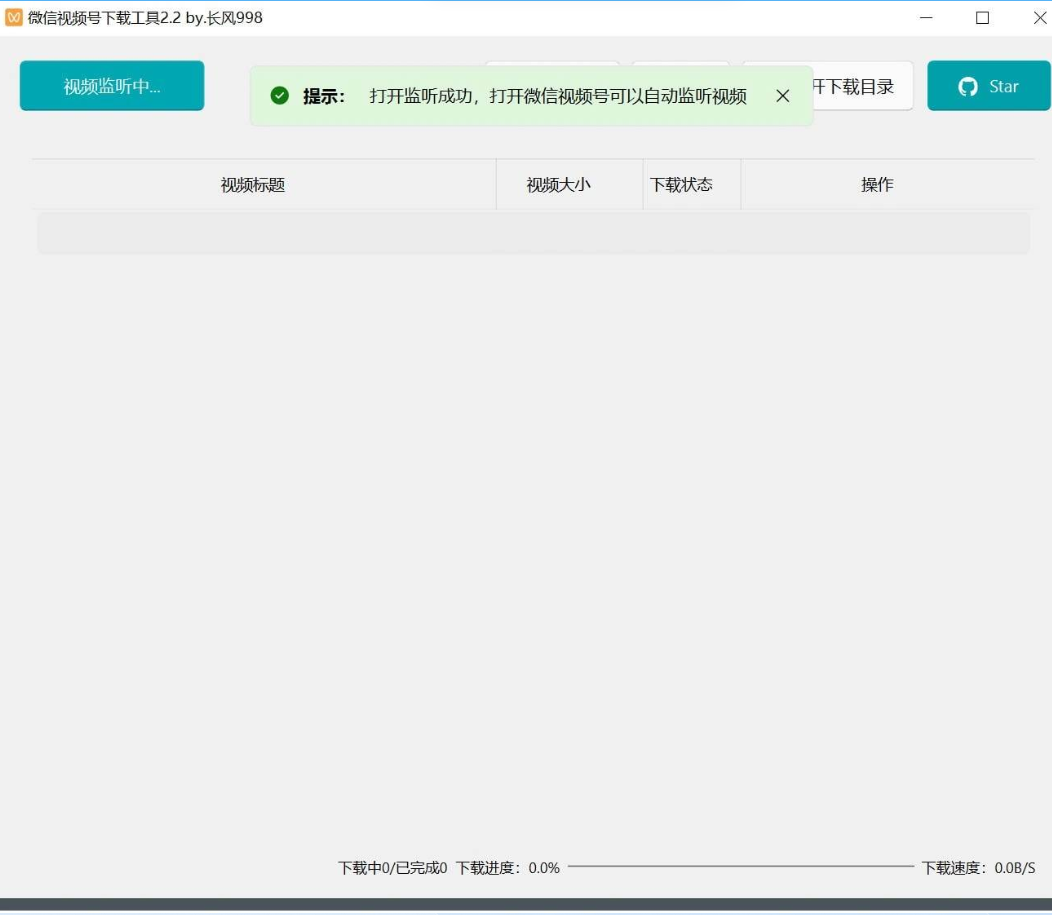 微信视频号下载工具2.2 by.长风998
视频监听中...
提示： 打开监听成功，打开微信视频号可以自动监听视频
下载目录
Star
视频标题 视频大小 下载状态 操作
下载中0/已完成0 下载进度：0.0% 下载速度：0.0B/S